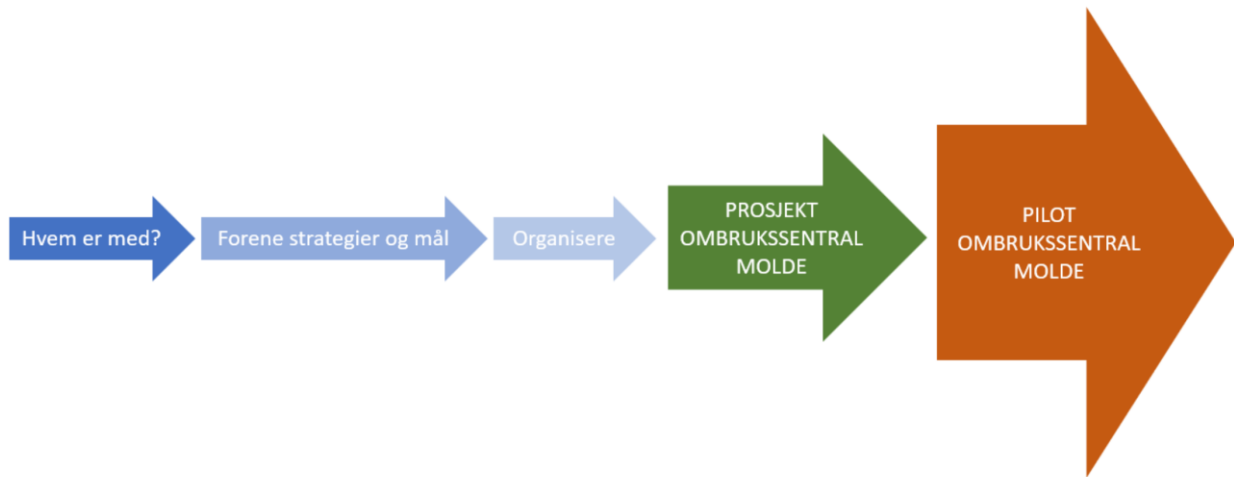 Hvem er med?
Forene strategier og mål
Organisere
PROSJEKT
OMBRUKSSENTRAL
MOLDE
PILOT
OMBRUKSSENTRAL
MOLDE